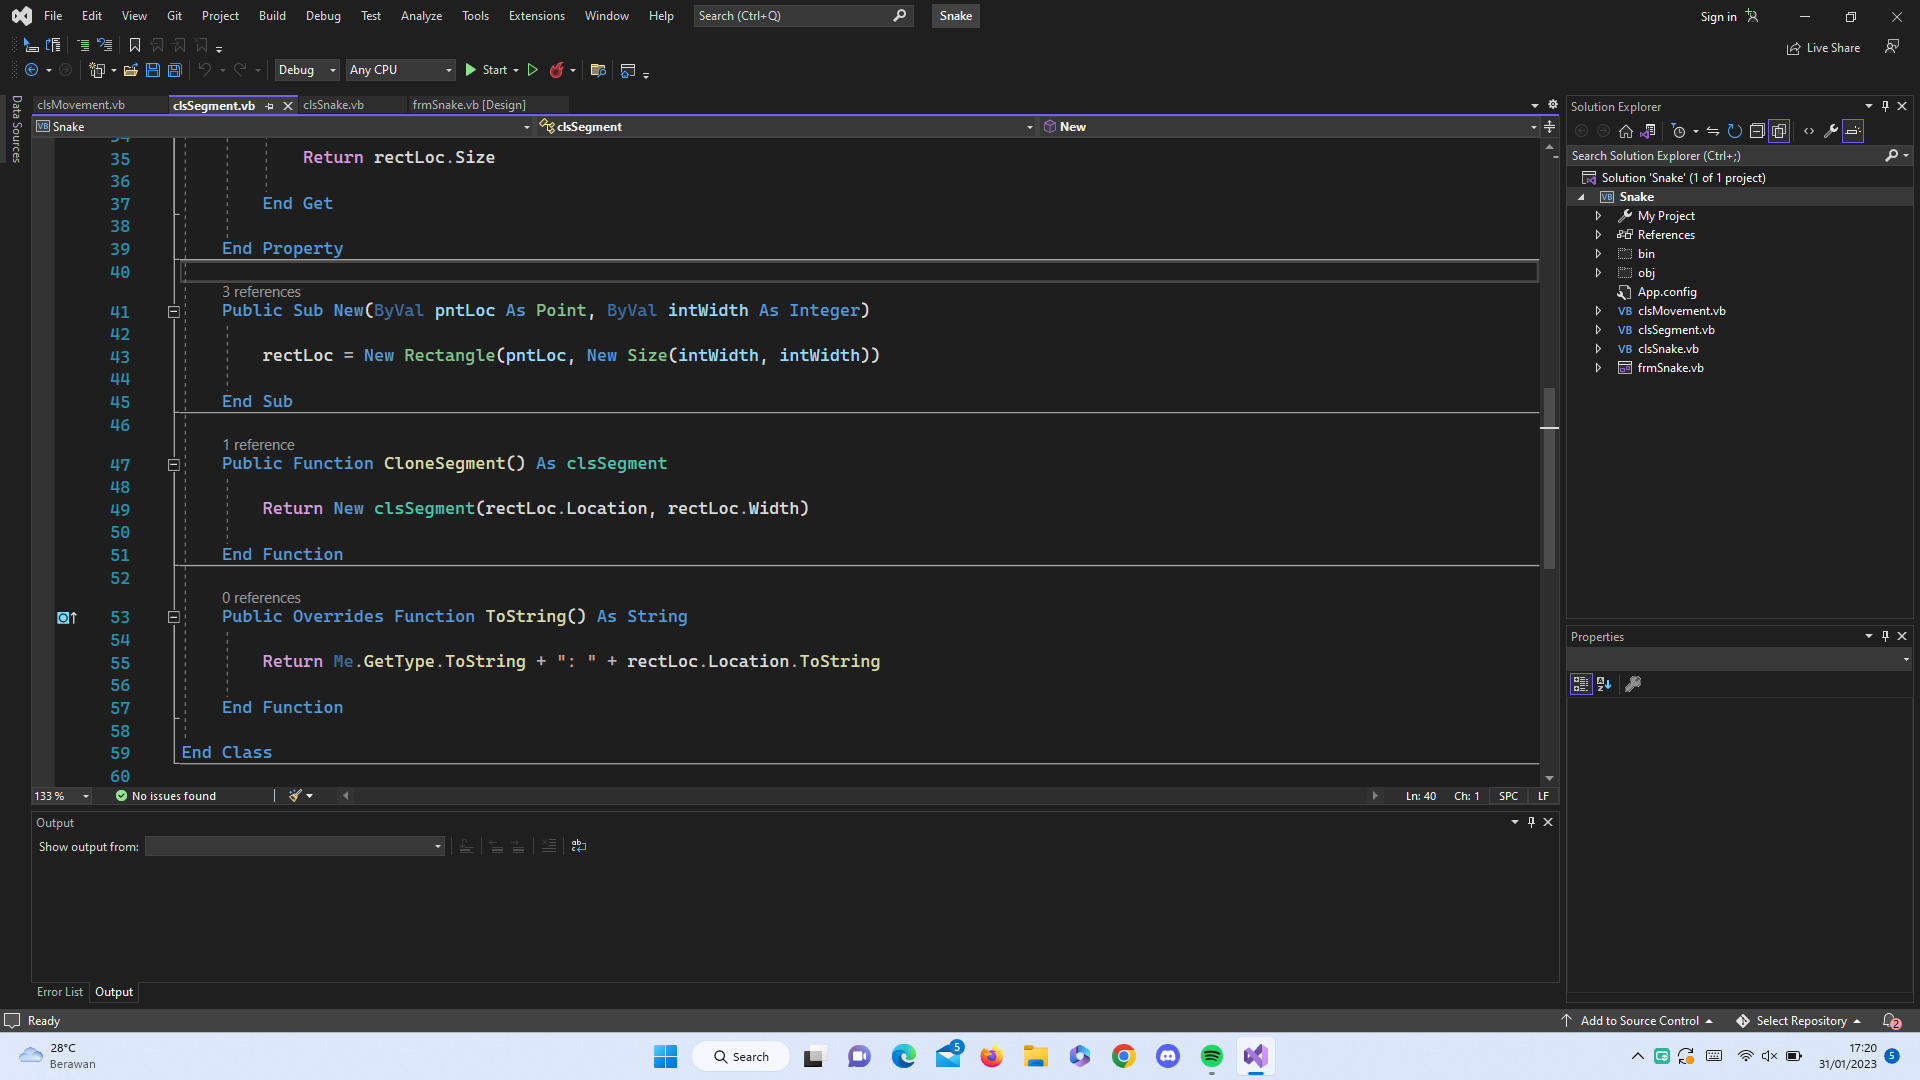 File Edit View Git Project Build Debug Test Analyze Tools Extensions Window Help Search (Ctrl+Q) Snake Sign in
Live Share
Debug Any CPU Start
Data Sources
clsMovement.vb clsSegment.vb clsSnake.vb frmSnake.vb [Design]
VB Snake clsSegment New
35 Return rectLoc.Size
36
37 End Get
38
39 End Property
40
3 references
41 Public Sub New(ByVal pntLoc As Point, ByVal intWidth As Integer)
42
43 rectLoc = New Rectangle(pntLoc, New Size(intWidth, intWidth))
44
45 End Sub
46
1 reference
47 Public Function CloneSegment() As clsSegment
48
49 Return New clsSegment(rectLoc.Location, rectLoc.Width)
50
51 End Function
52
0 references
53 Public Overrides Function ToString() As String
54
55 Return Me.GetType.ToString + ": " + rectLoc.Location.ToString
56
57 End Function
58
59 End Class
60
133 % No issues found Ln: 40 Ch: 1 SPC LF
Output
Show output from:
Error List Output
Solution Explorer
Search Solution Explorer (Ctrl+;)
Solution 'Snake' (1 of 1 project)
VB Snake
My Project
References
bin
obj
App.config
VB clsMovement.vb
VB clsSegment.vb
VB clsSnake.vb
frmSnake.vb
Properties
Ready Add to Source Control Select Repository 2
28°C
Berawan
Search
5
17:20
31/01/2023
5